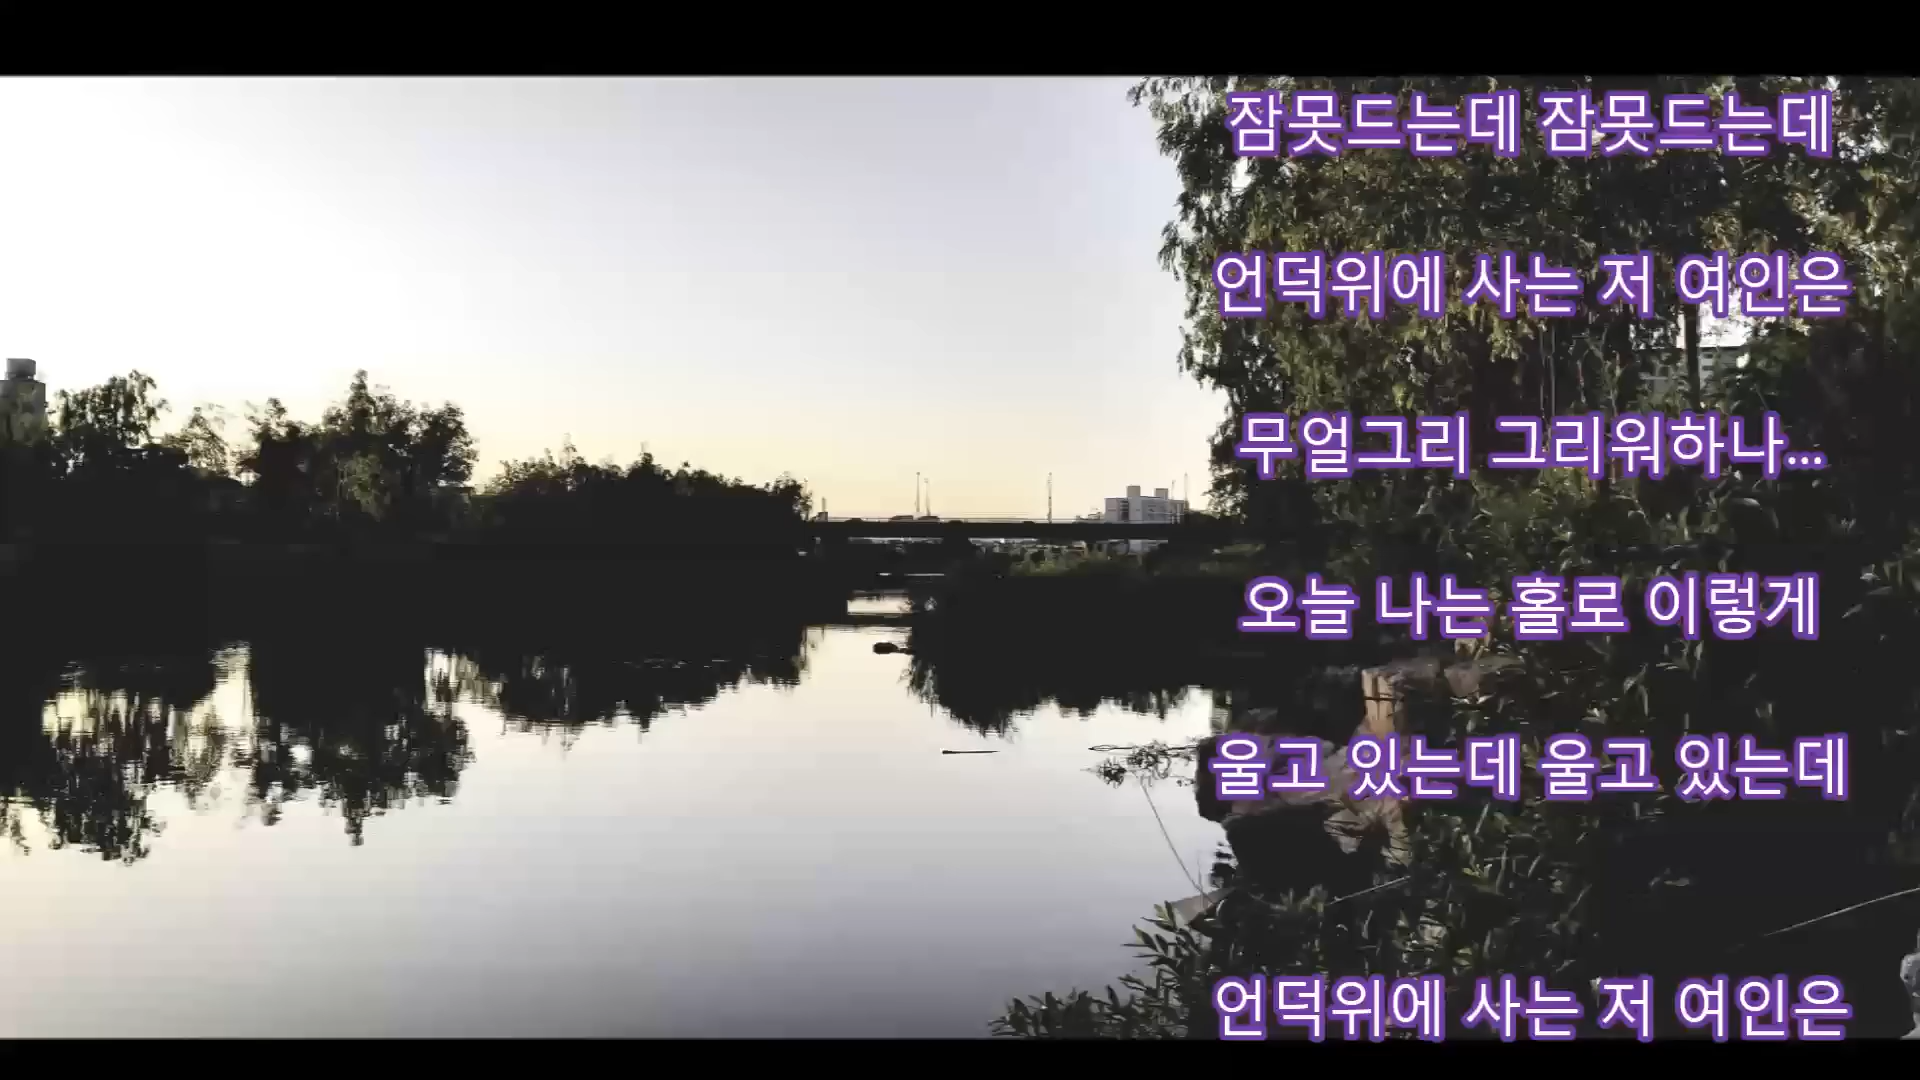 잠못드는데 잠못드는데
언덕위에 사는 저 여인은
무얼그리 그리워하나...
오늘 나는 홀로 이렇게
울고 있는데 울고 있는데
언덕위에 사는 저 여인은